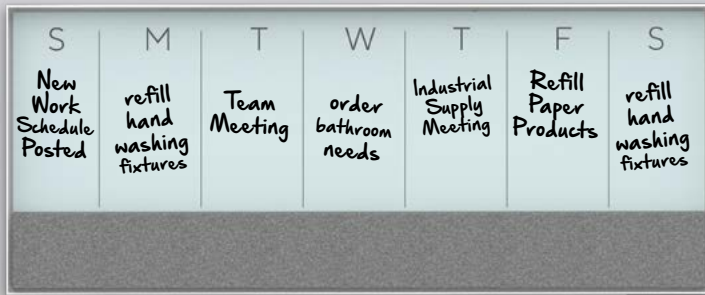 S M T W T F S
New
Work
Schedule
Posted
refill
hand
washing
fixtures
Team
Meeting
order
bathroom
needs
Industrial
Supply
Meeting
Refill
Paper
Products
refill
hand
washing
fixtures